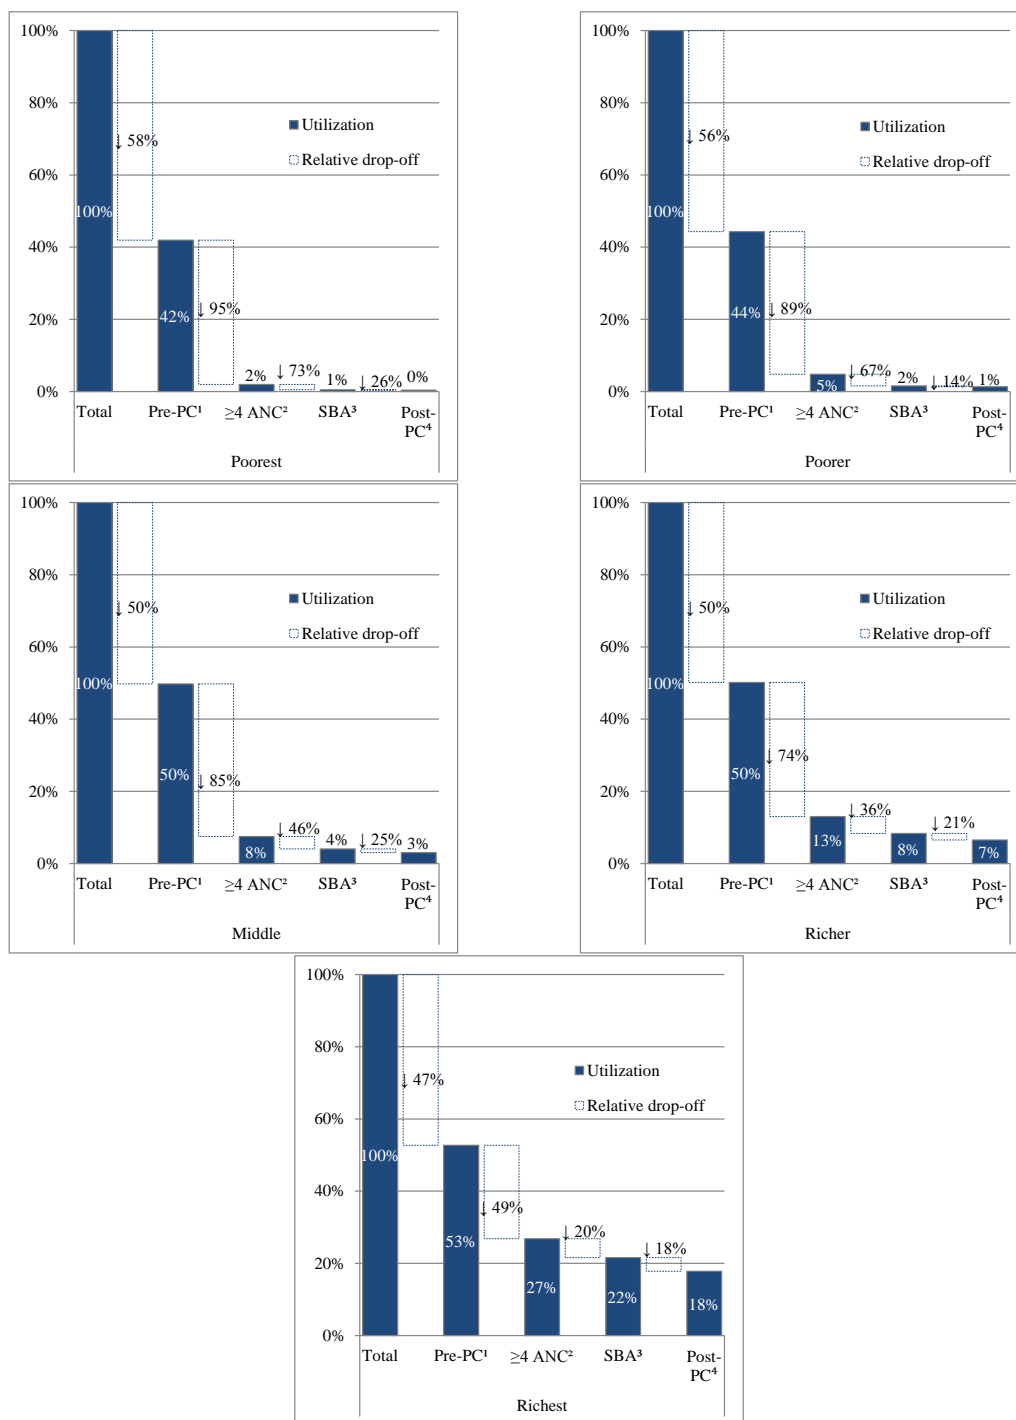 100%
80%
60%
40%
20%
0%
↓ 58%
Utilization
Relative drop-off
100%
↓ 95%
42%
2%
↓ 73%
1%
↓ 26%
0%
Total
Pre-PC¹
≥4 ANC²
SBA³
Post-
PC⁴
Poorest
100%
80%
60%
40%
20%
0%
↓ 56%
Utilization
Relative drop-off
100%
↓ 89%
44%
5%
↓ 67%
2%
↓ 14%
1%
Total
Pre-PC¹
≥4 ANC²
SBA³
Post-
PC⁴
Poorer
100%
80%
60%
40%
20%
0%
↓ 50%
Utilization
Relative drop-off
100%
↓ 85%
50%
8%
↓ 46%
4%
↓ 25%
3%
Total
Pre-PC¹
≥4 ANC²
SBA³
Post-
PC⁴
Middle
100%
80%
60%
40%
20%
0%
↓ 50%
Utilization
Relative drop-off
100%
↓ 74%
50%
13%
↓ 36%
8%
↓ 21%
7%
Total
Pre-PC¹
≥4 ANC²
SBA³
Post-
PC⁴
Richer
100%
80%
60%
40%
20%
0%
↓ 47%
Utilization
Relative drop-off
100%
↓ 49%
53%
27%
↓ 20%
22%
↓ 18%
18%
Total
Pre-PC¹
≥4 ANC²
SBA³
Post-
PC⁴
Richest